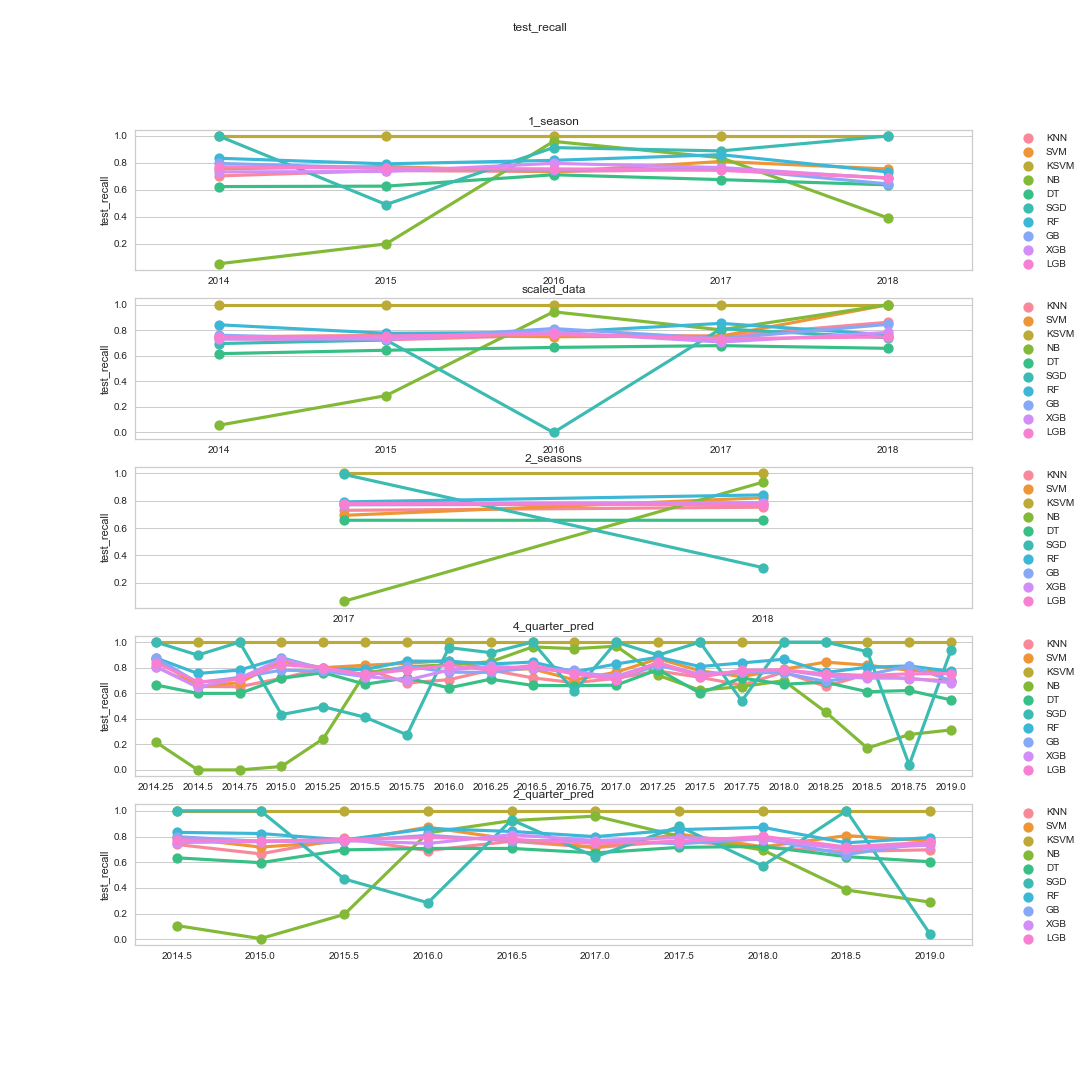 test_recall
1_season
test_recall
1.0
0.8
0.6
0.4
0.2
2014 2015 2016 2017 2018
KNN
SVM
KSVM
NB
DT
SGD
RF
GB
XGB
LGB
scaled_data
test_recall
1.0
0.8
0.6
0.4
0.2
0.0
2014 2015 2016 2017 2018
KNN
SVM
KSVM
NB
DT
SGD
RF
GB
XGB
LGB
2_seasons
test_recall
1.0
0.8
0.6
0.4
0.2
2017 2018
KNN
SVM
KSVM
NB
DT
SGD
RF
GB
XGB
LGB
4_quarter_pred
test_recall
1.0
0.8
0.6
0.4
0.2
0.0
2014.25 2014.5 2014.75 2015.0 2015.25 2015.5 2015.75 2016.0 2016.25 2016.5 2016.75 2017.0 2017.25 2017.5 2017.75 2018.0 2018.25 2018.5 2018.75 2019.0
KNN
SVM
KSVM
NB
DT
SGD
RF
GB
XGB
LGB
2_quarter_pred
test_recall
1.0
0.8
0.6
0.4
0.2
0.0
2014.5 2015.0 2015.5 2016.0 2016.5 2017.0 2017.5 2018.0 2018.5 2019.0
KNN
SVM
KSVM
NB
DT
SGD
RF
GB
XGB
LGB